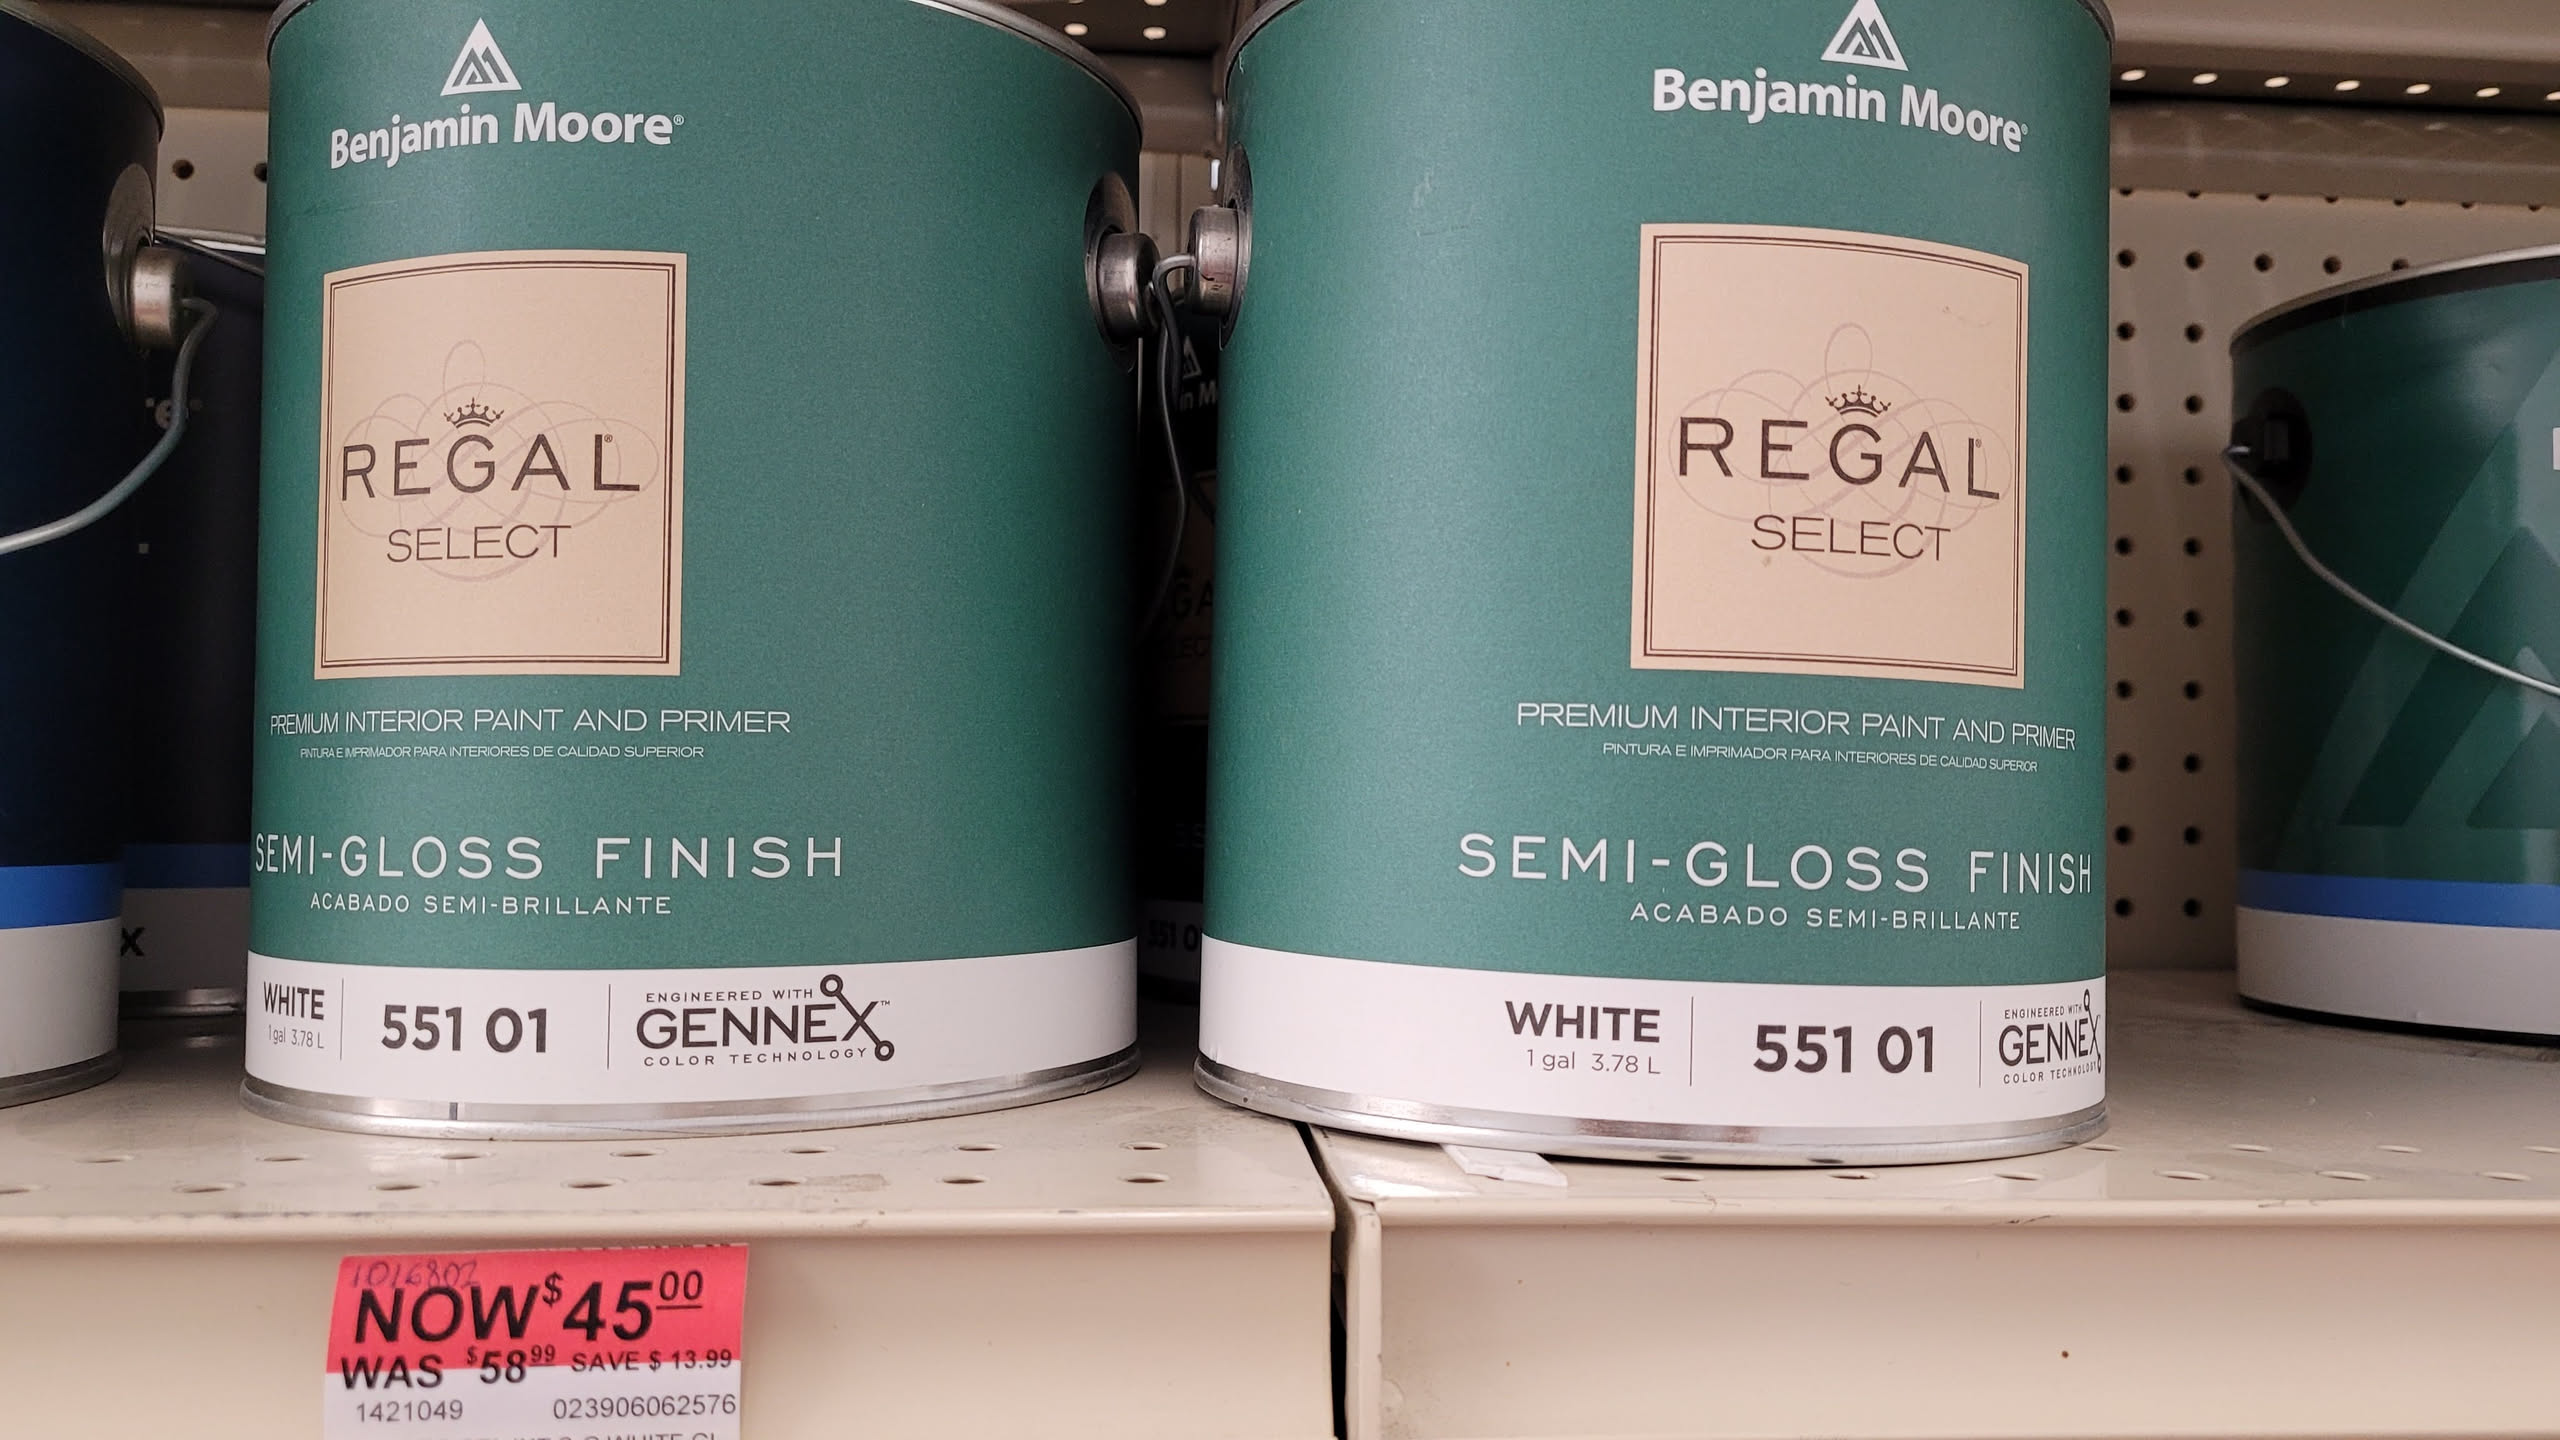 Benjamin Moore®
REGAL®
SELECT
PREMIUM INTERIOR PAINT AND PRIMER
PINTURA E IMPRIMADOR PARA INTERIORES DE CALIDAD SUPERIOR
SEMI-GLOSS FINISH
ACABADO SEMI-BRILLANTE
WHITE
1 gal 3.78 L
551 01
ENGINEERED WITH
GENNEX™
COLOR TECHNOLOGY
Benjamin Moore®
REGAL®
SELECT
PREMIUM INTERIOR PAINT AND PRIMER
PINTURA E IMPRIMADOR PARA INTERIORES DE CALIDAD SUPERIOR
SEMI-GLOSS FINISH
ACABADO SEMI-BRILLANTE
WHITE
1 gal 3.78 L
551 01
ENGINEERED WITH
GENNEX
COLOR TECHNOLOGY
551 0
1016802
NOW $45 00
WAS $58 99 SAVE $ 13.99
1421049 023906062576